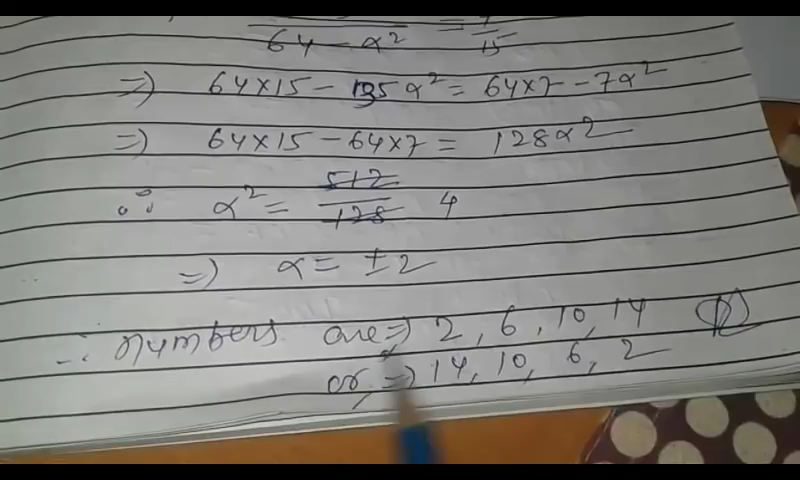 64 - α² = 7/15
⇒) 64×15 - 135α² = 64×7 - 7α²
⇒) 64×15 - 64×7 = 128α²
∴ α² = 512/128 4
⇒) α = ±2
∴ numbers are ⇒) 2, 6, 10, 14
or, ⇒) 14, 10, 6, 2